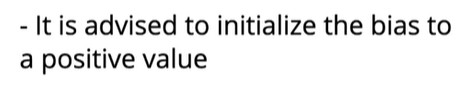 - It is advised to initialize the bias to
a positive value